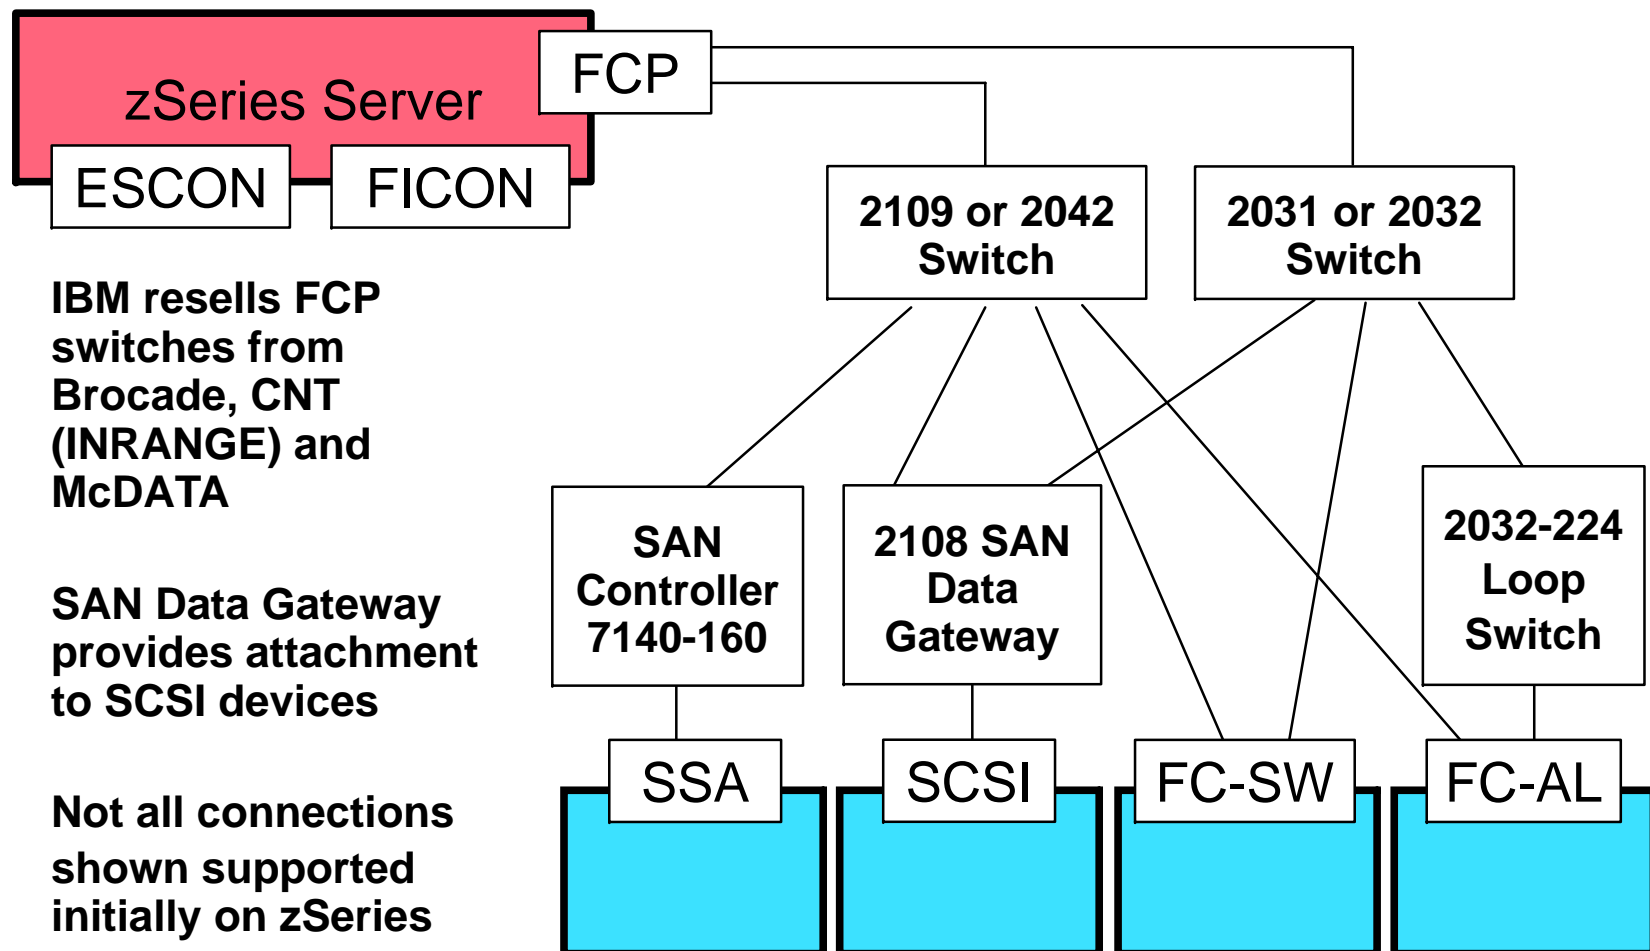 zSeries Server
FCP
ESCON
FICON
2109 or 2042
Switch
2031 or 2032
Switch
IBM resells FCP
switches from
Brocade, CNT
(INRANGE) and
McDATA
SAN Data Gateway
provides attachment
to SCSI devices
Not all connections
shown supported
initially on zSeries
SAN
Controller
7140-160
2108 SAN
Data
Gateway
2032-224
Loop
Switch
SSA
SCSI
FC-SW
FC-AL